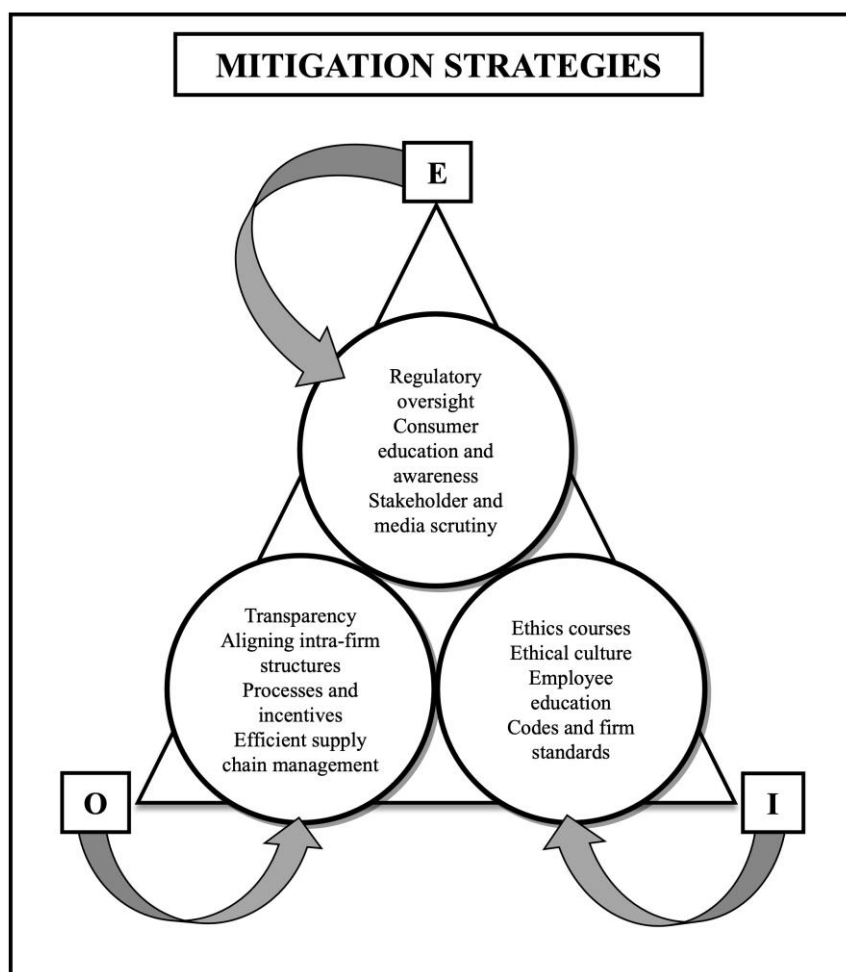 MITIGATION STRATEGIES
E
Regulatory
oversight
Consumer
education and
awareness
Stakeholder and
media scrutiny
Transparency
Aligning intra-firm
structures
Processes and
incentives
Efficient supply
chain management
Ethics courses
Ethical culture
Employee
education
Codes and firm
standards
O
I